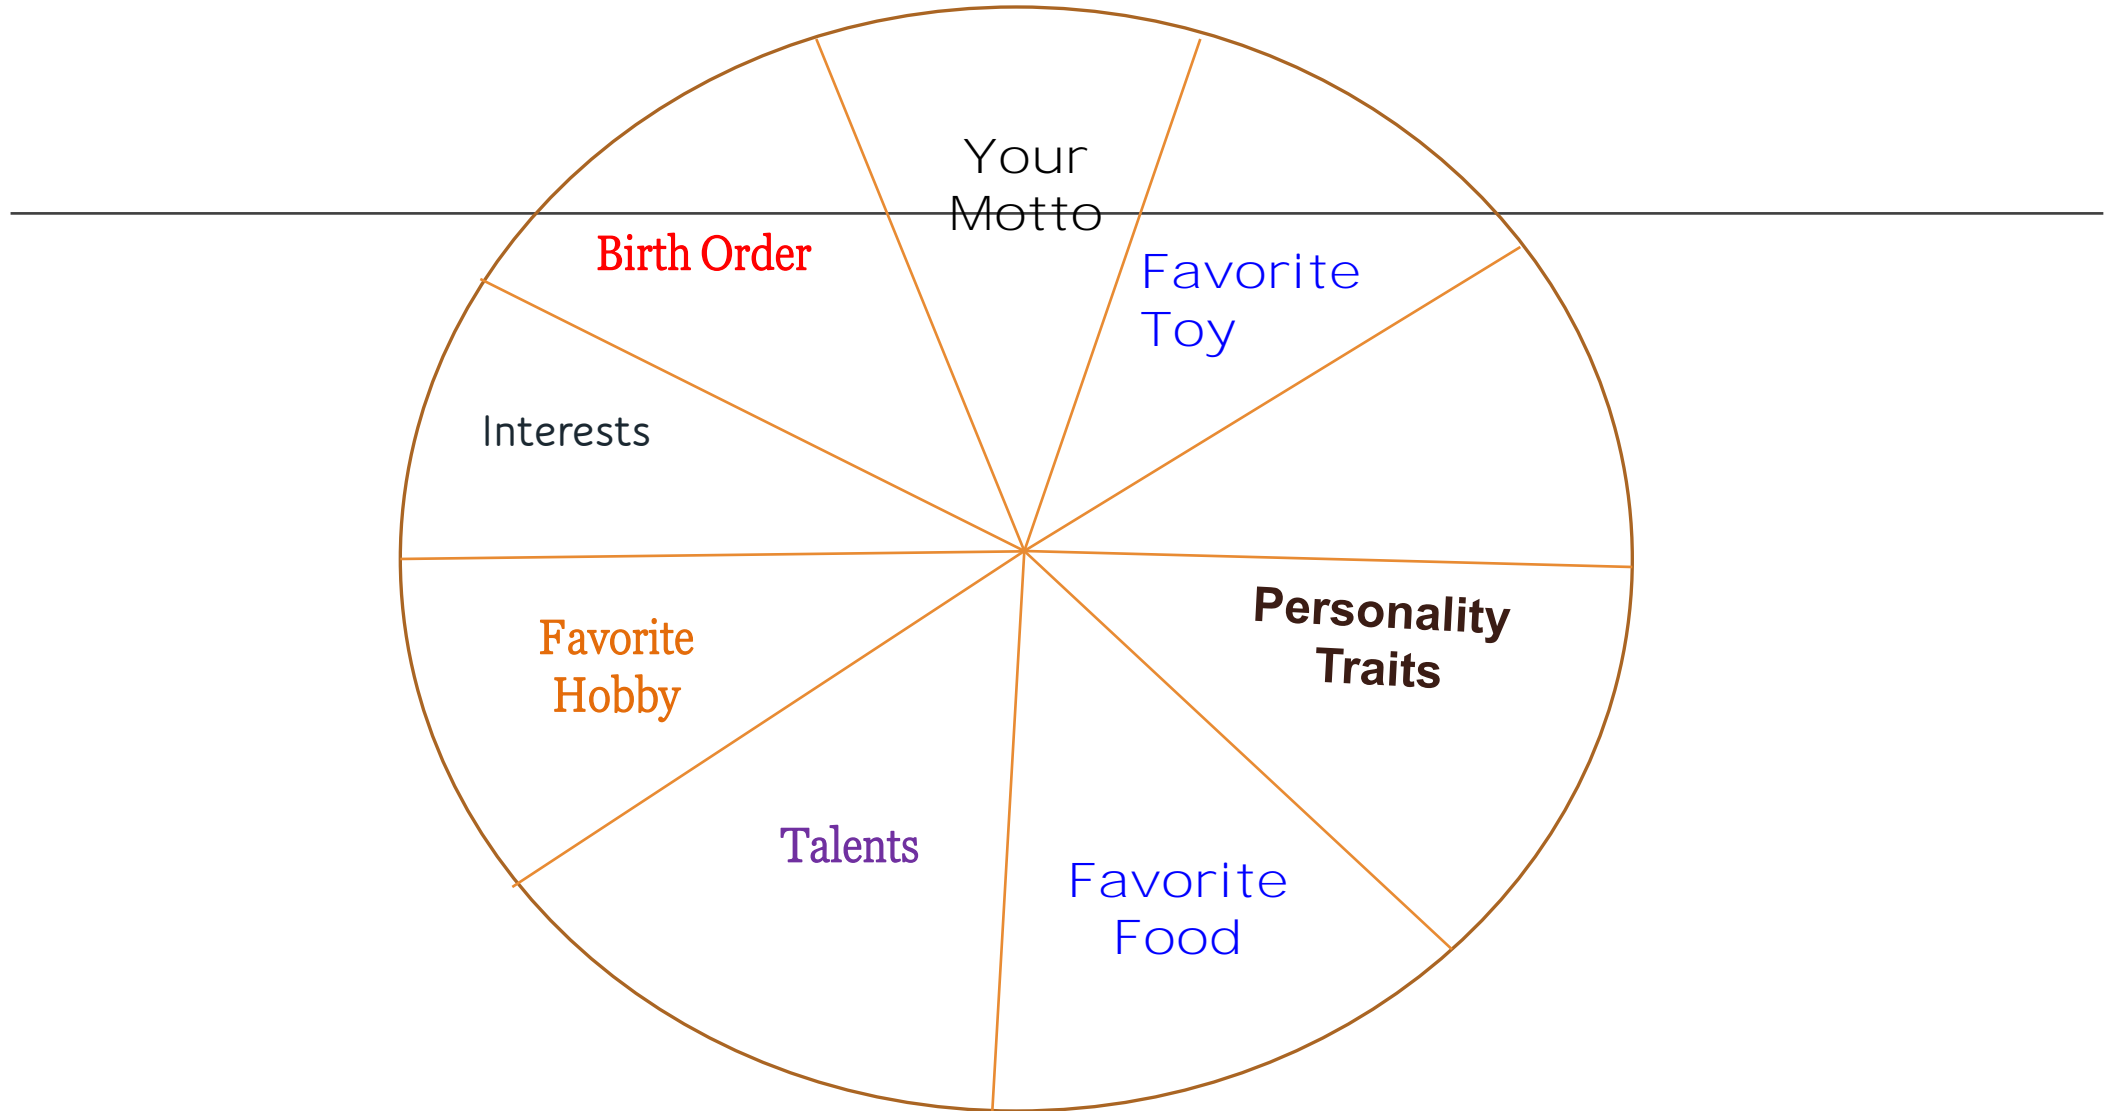 Your
Motto
Birth Order
Favorite
Toy
Interests
Personality
Traits
Favorite
Hobby
Talents
Favorite
Food